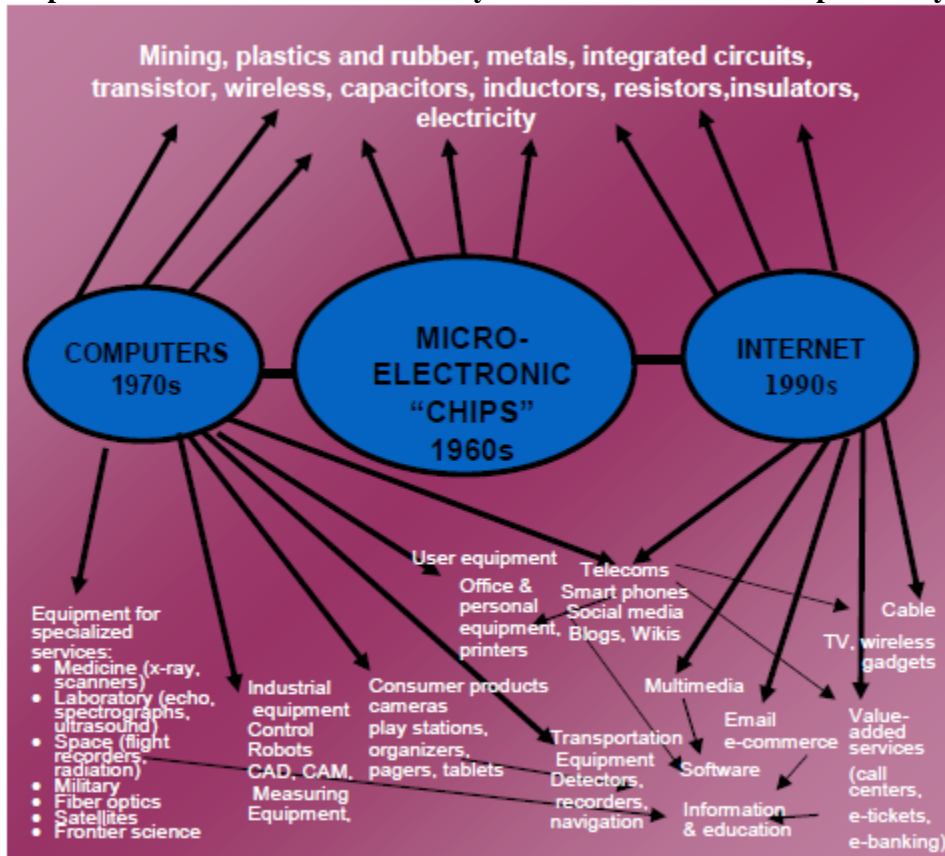 Mining, plastics and rubber, metals, integrated circuits,
transistor, wireless, capacitors, inductors, resistors,insulators,
electricity
COMPUTERS
1970s
MICRO-
ELECTRONIC
“CHIPS”
1960s
INTERNET
1990s
Equipment for
specialized
services:
• Medicine (x-ray,
scanners)
• Laboratory (echo,
spectrographs,
ultrasound)
• Space (flight
recorders,
radiation)
• Military
• Fiber optics
• Satellites
• Frontier science
Industrial
equipment
Control
Robots
CAD, CAM,
Measuring
Equipment,
Consumer products
cameras
play stations,
organizers,
pagers, tablets
User equipment
Office &
personal
equipment,
printers
Transportation
Equipment
Detectors,
recorders,
navigation
Telecoms
Smart phones
Social media
Blogs, Wikis
Multimedia
Software
Information
& education
Email
e-commerce
Cable
TV, wireless
gadgets
Value-
added
services
(call
centers,
e-tickets,
e-banking)